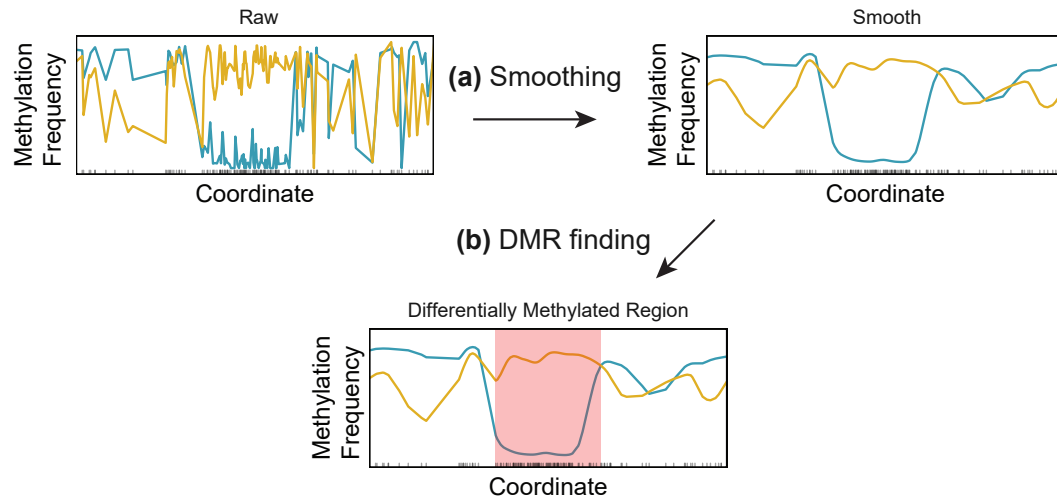 Raw
Methylation
Frequency
Coordinate
(a) Smoothing
Smooth
Methylation
Frequency
Coordinate
(b) DMR finding
Differentially Methylated Region
Methylation
Frequency
Coordinate